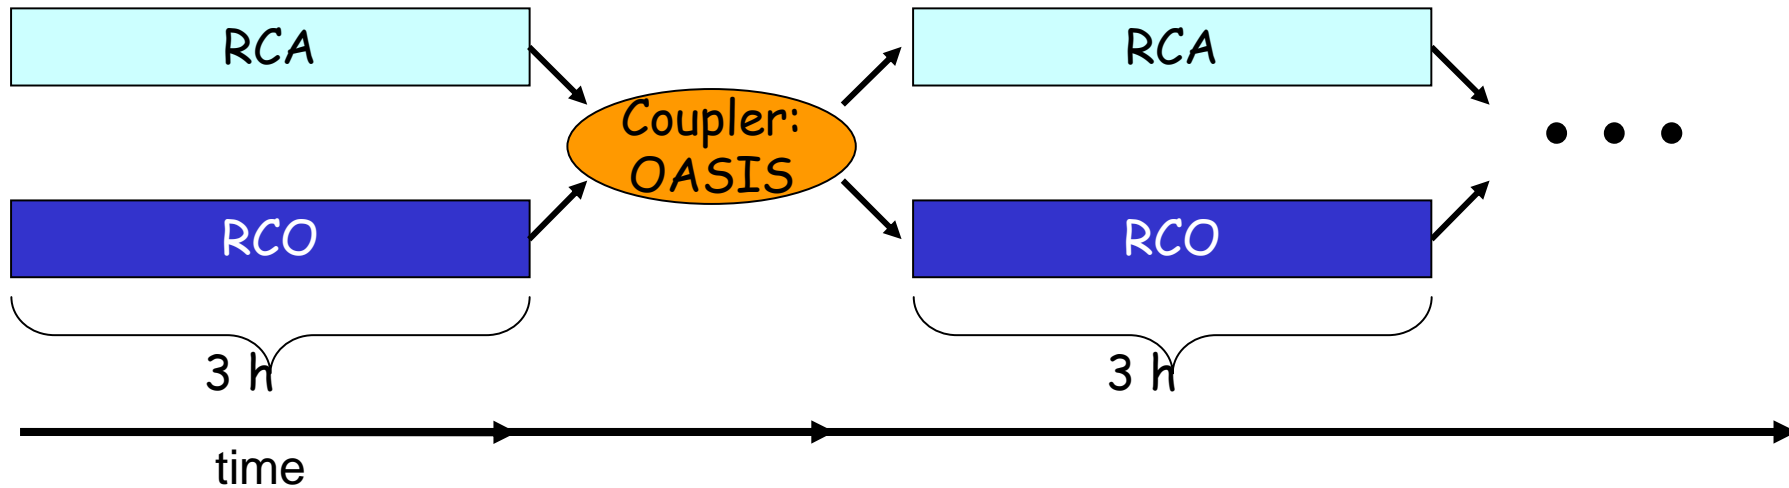 RCA
RCA
Coupler:
OASIS
RCO
RCO
3 h
3 h
time